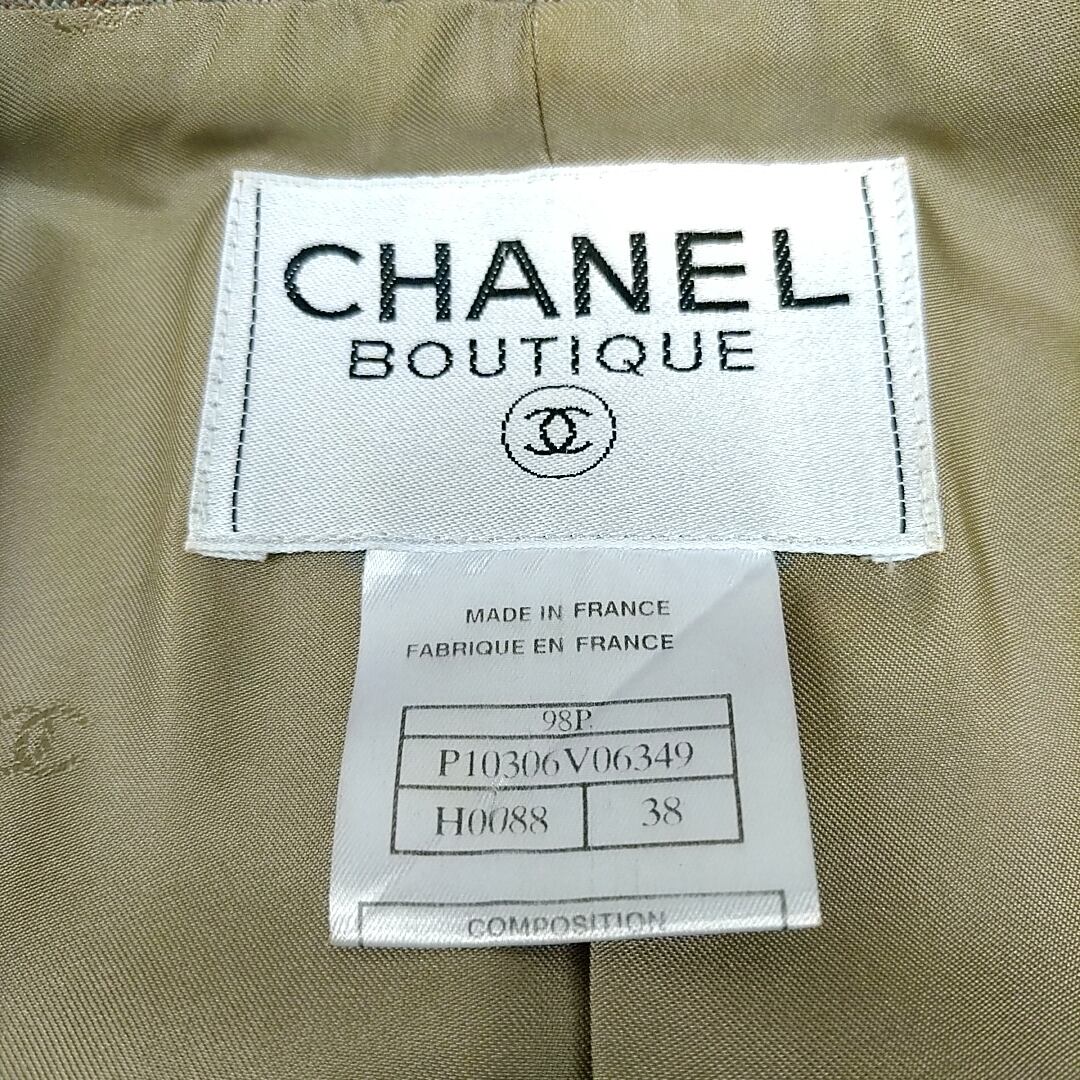 CHANEL
BOUTIQUE
MADE IN FRANCE
FABRIQUE EN FRANCE
98P.
P10306V06349
H0088 38
COMPOSITION